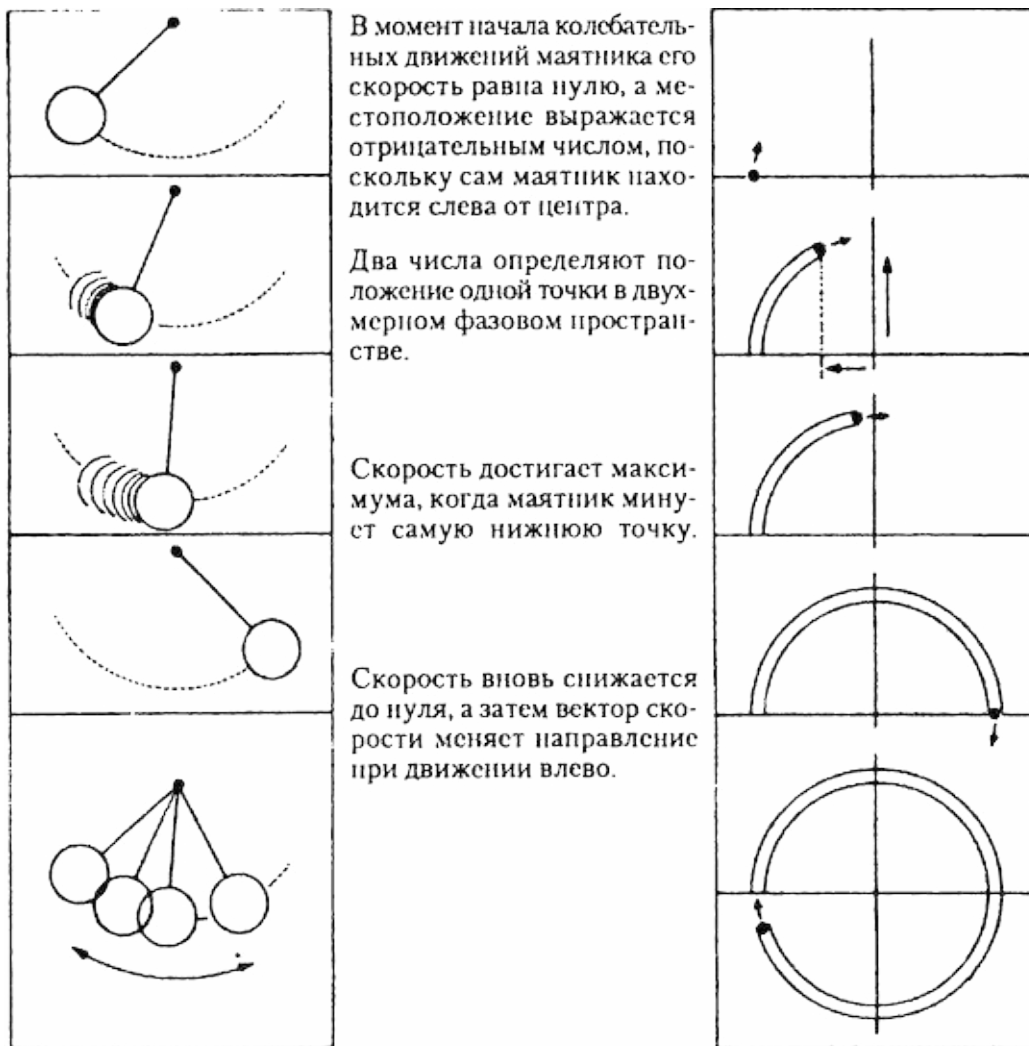 В момент начала колебатель-
ных движений маятника его
скорость равна нулю, а ме-
стоположение выражается
отрицательным числом, по-
скольку сам маятник нахо-
дится слева от центра.
Два числа определяют по-
ложение одной точки в двух-
мерном фазовом простран-
стве.
Скорость достигает макси-
мума, когда маятник мину-
ет самую нижнюю точку.
Скорость вновь снижается
до нуля, а затем вектор ско-
рости меняет направление
при движении влево.